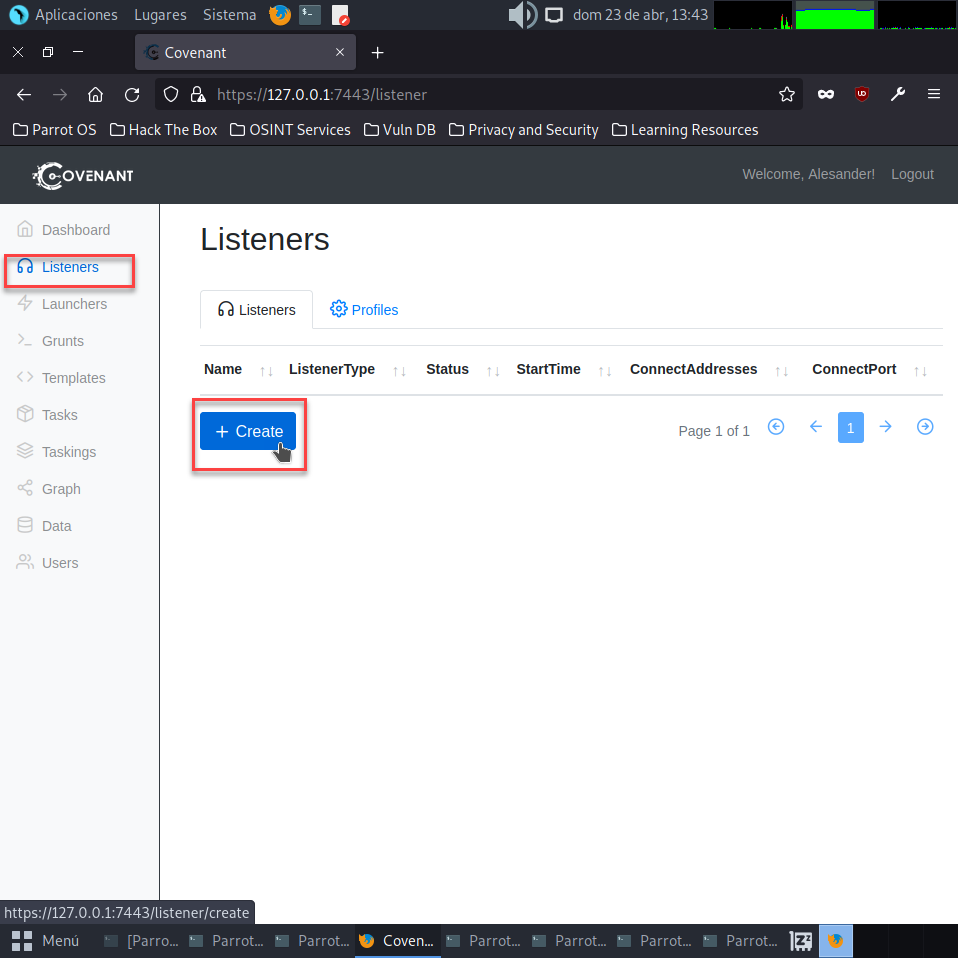 Aplicaciones Lugares Sistema dom 23 de abr, 13:43
Covenant
https://127.0.0.1:7443/listener
Parrot OS Hack The Box OSINT Services Vuln DB Privacy and Security Learning Resources
COVENANT Welcome, Alesander! Logout
Dashboard
Listeners
Launchers
Grunts
Templates
Tasks
Taskings
Graph
Data
Users
Listeners
Listeners Profiles
Name ↑↓ ListenerType ↑↓ Status ↑↓ StartTime ↑↓ ConnectAddresses ↑↓ ConnectPort ↑↓
+ Create Page 1 of 1 1
https://127.0.0.1:7443/listener/create
Menú [Parro... Parrot... Parrot... Coven... Parrot... Parrot... Parrot... Parrot...